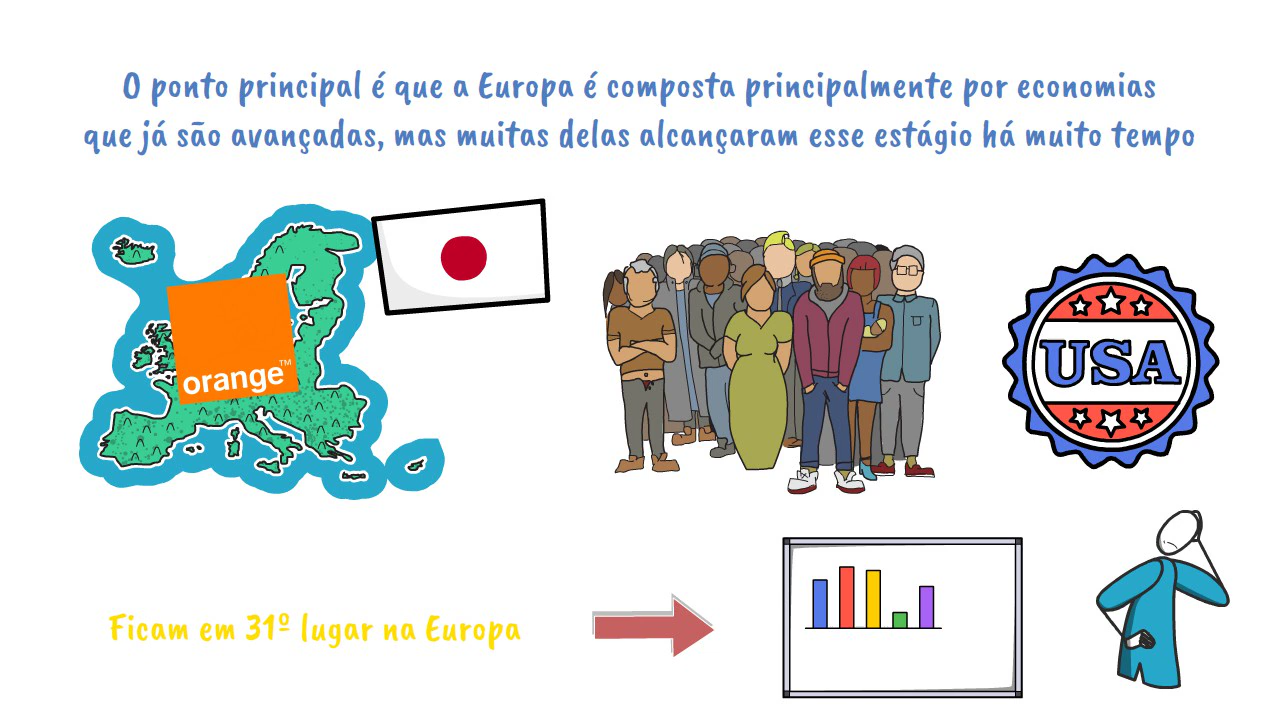 O ponto principal é que a Europa é composta principalmente por economias
que já são avançadas, mas muitas delas alcançaram esse estágio há muito tempo
orange™
USA
Ficam em 31º lugar na Europa